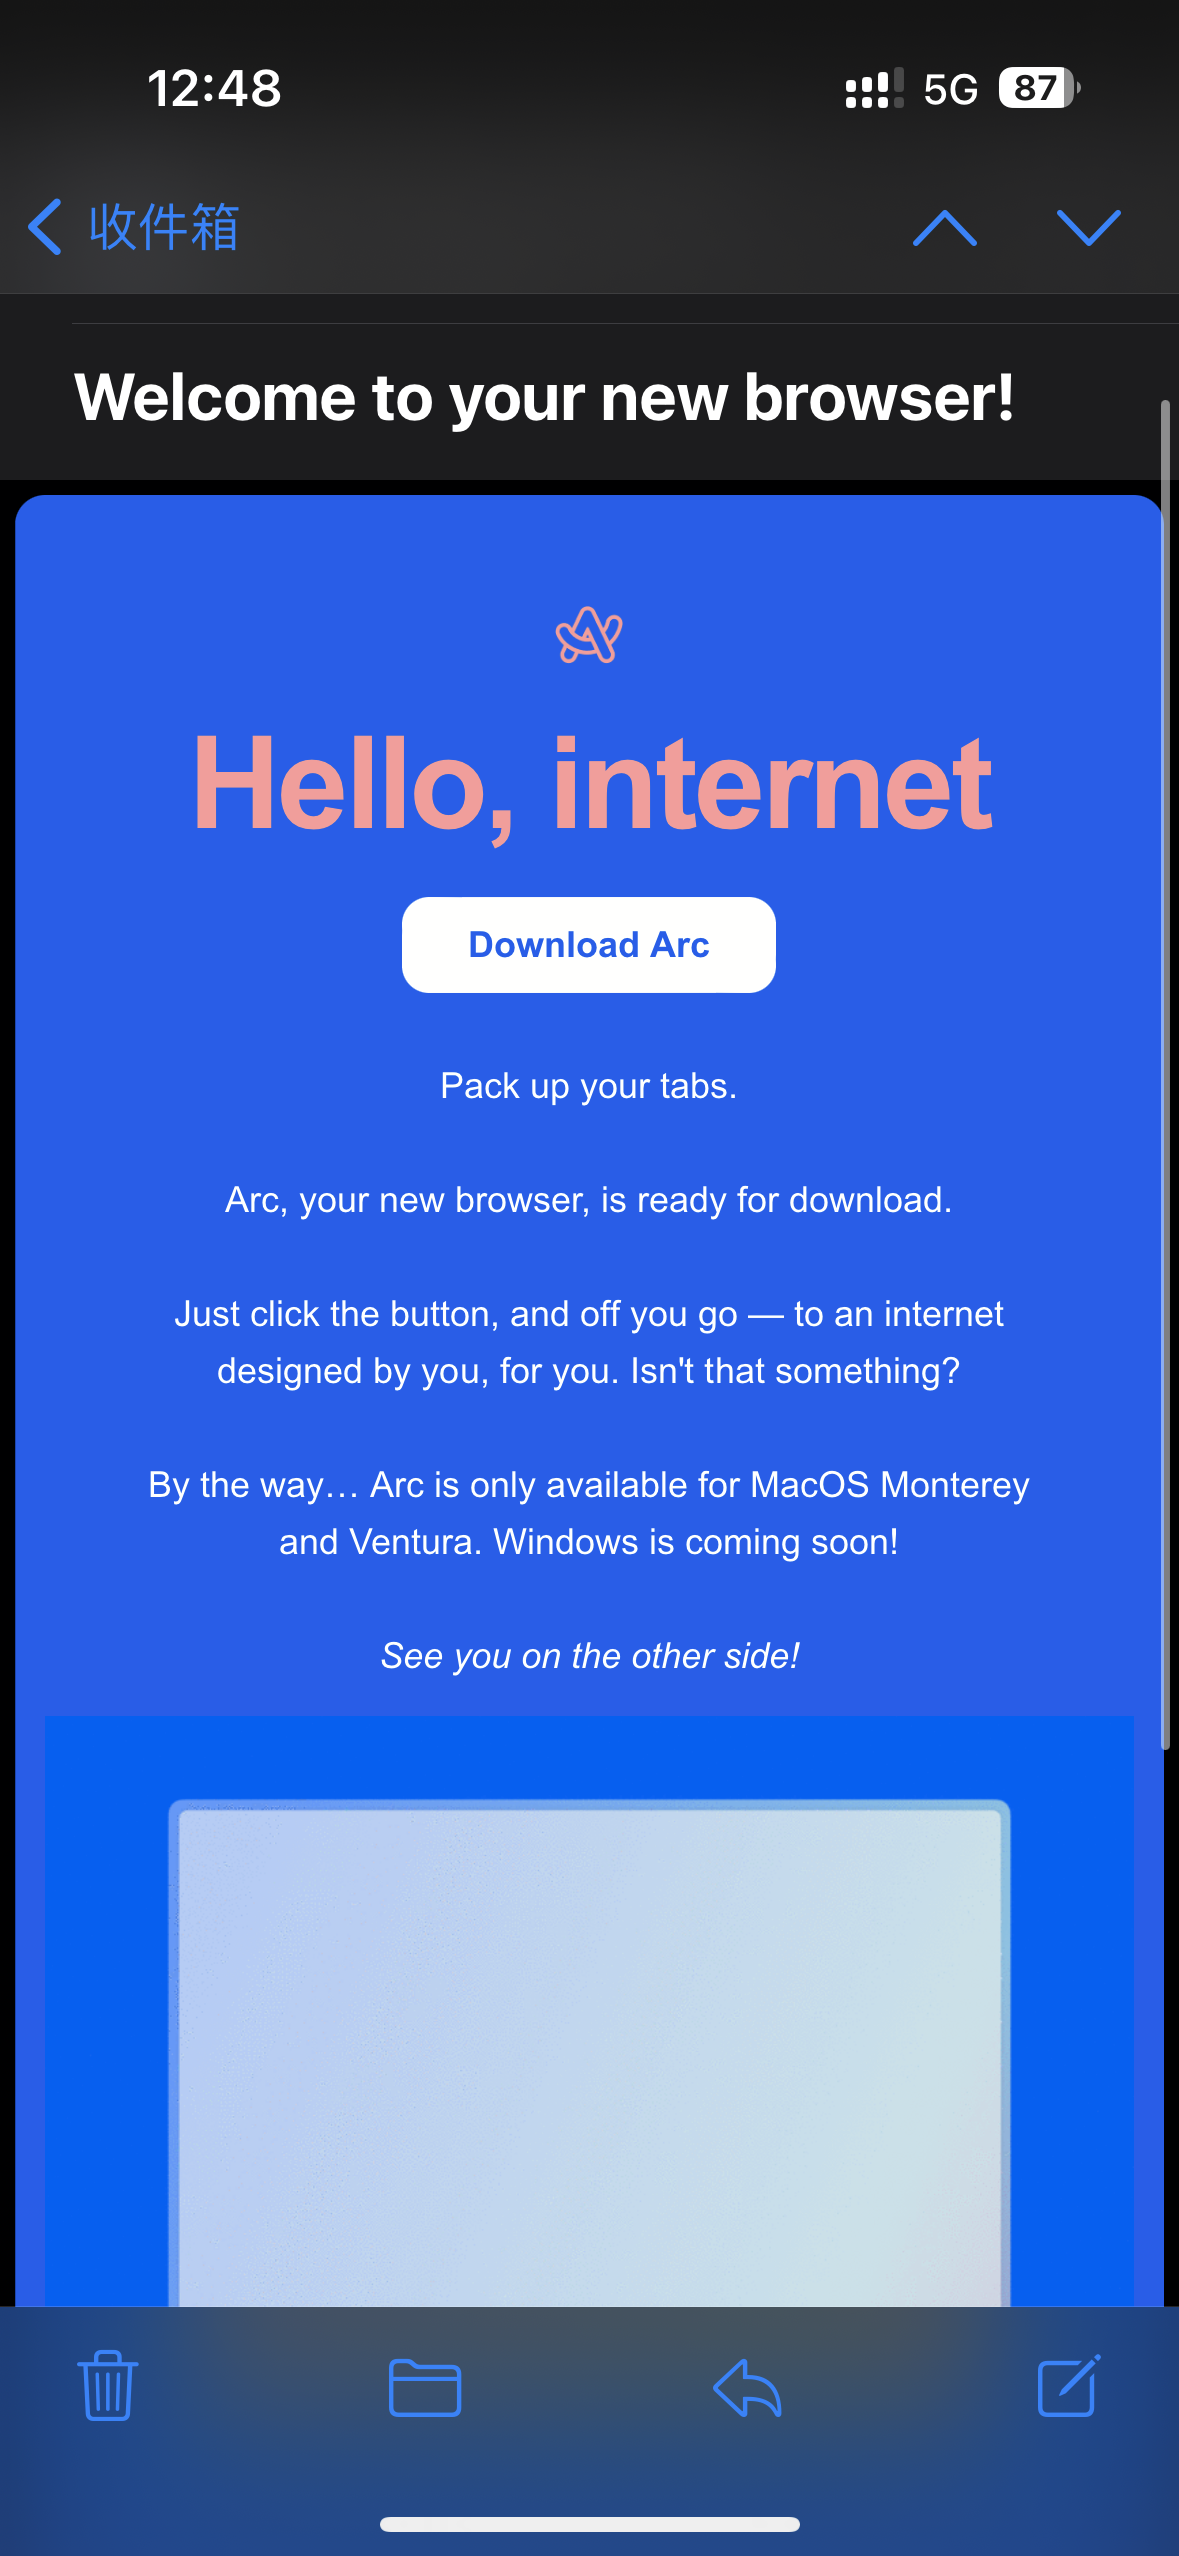 12:48
5G
87
收件箱
Welcome to your new browser!
Hello, internet
Download Arc
Pack up your tabs.
Arc, your new browser, is ready for download.
Just click the button, and off you go — to an internet
designed by you, for you. Isn't that something?
By the way… Arc is only available for MacOS Monterey
and Ventura. Windows is coming soon!
See you on the other side!